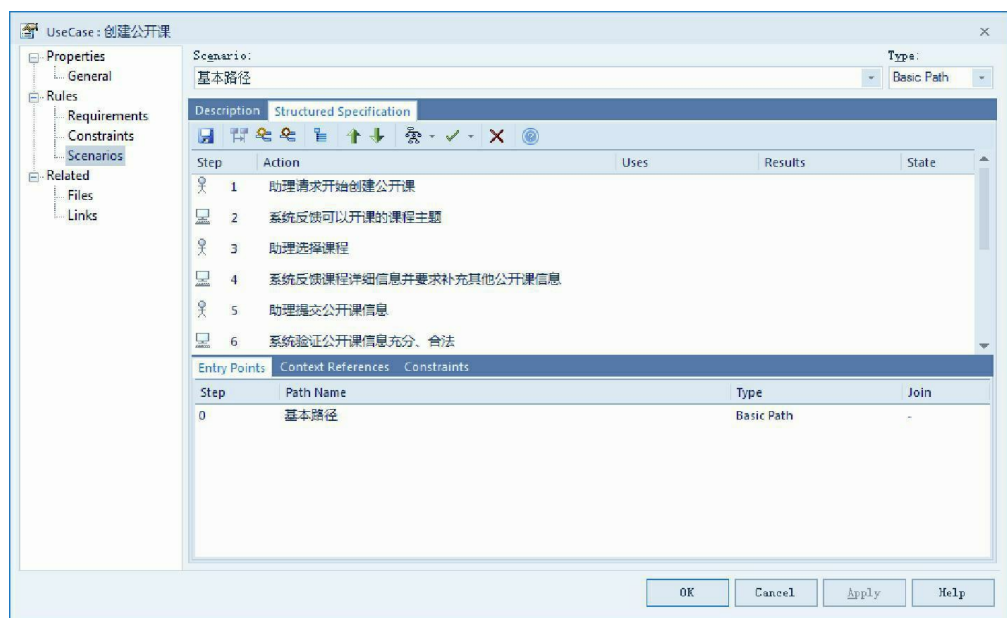 UseCase : 创建公开课
Properties
General
Rules
Requirements
Constraints
Scenarios
Related
Files
Links
Scenario: Type:
基本路径 Basic Path
Description Structured Specification
Step Action Uses Results State
1 助理请求开始创建公开课
2 系统反馈可以开课的课程主题
3 助理选择课程
4 系统反馈课程详细信息并要求补充其他公开课信息
5 助理提交公开课信息
6 系统验证公开课信息充分、合法
Entry Points Context References Constraints
Step Path Name Type Join
0 基本路径 Basic Path -
OK Cancel Apply Help